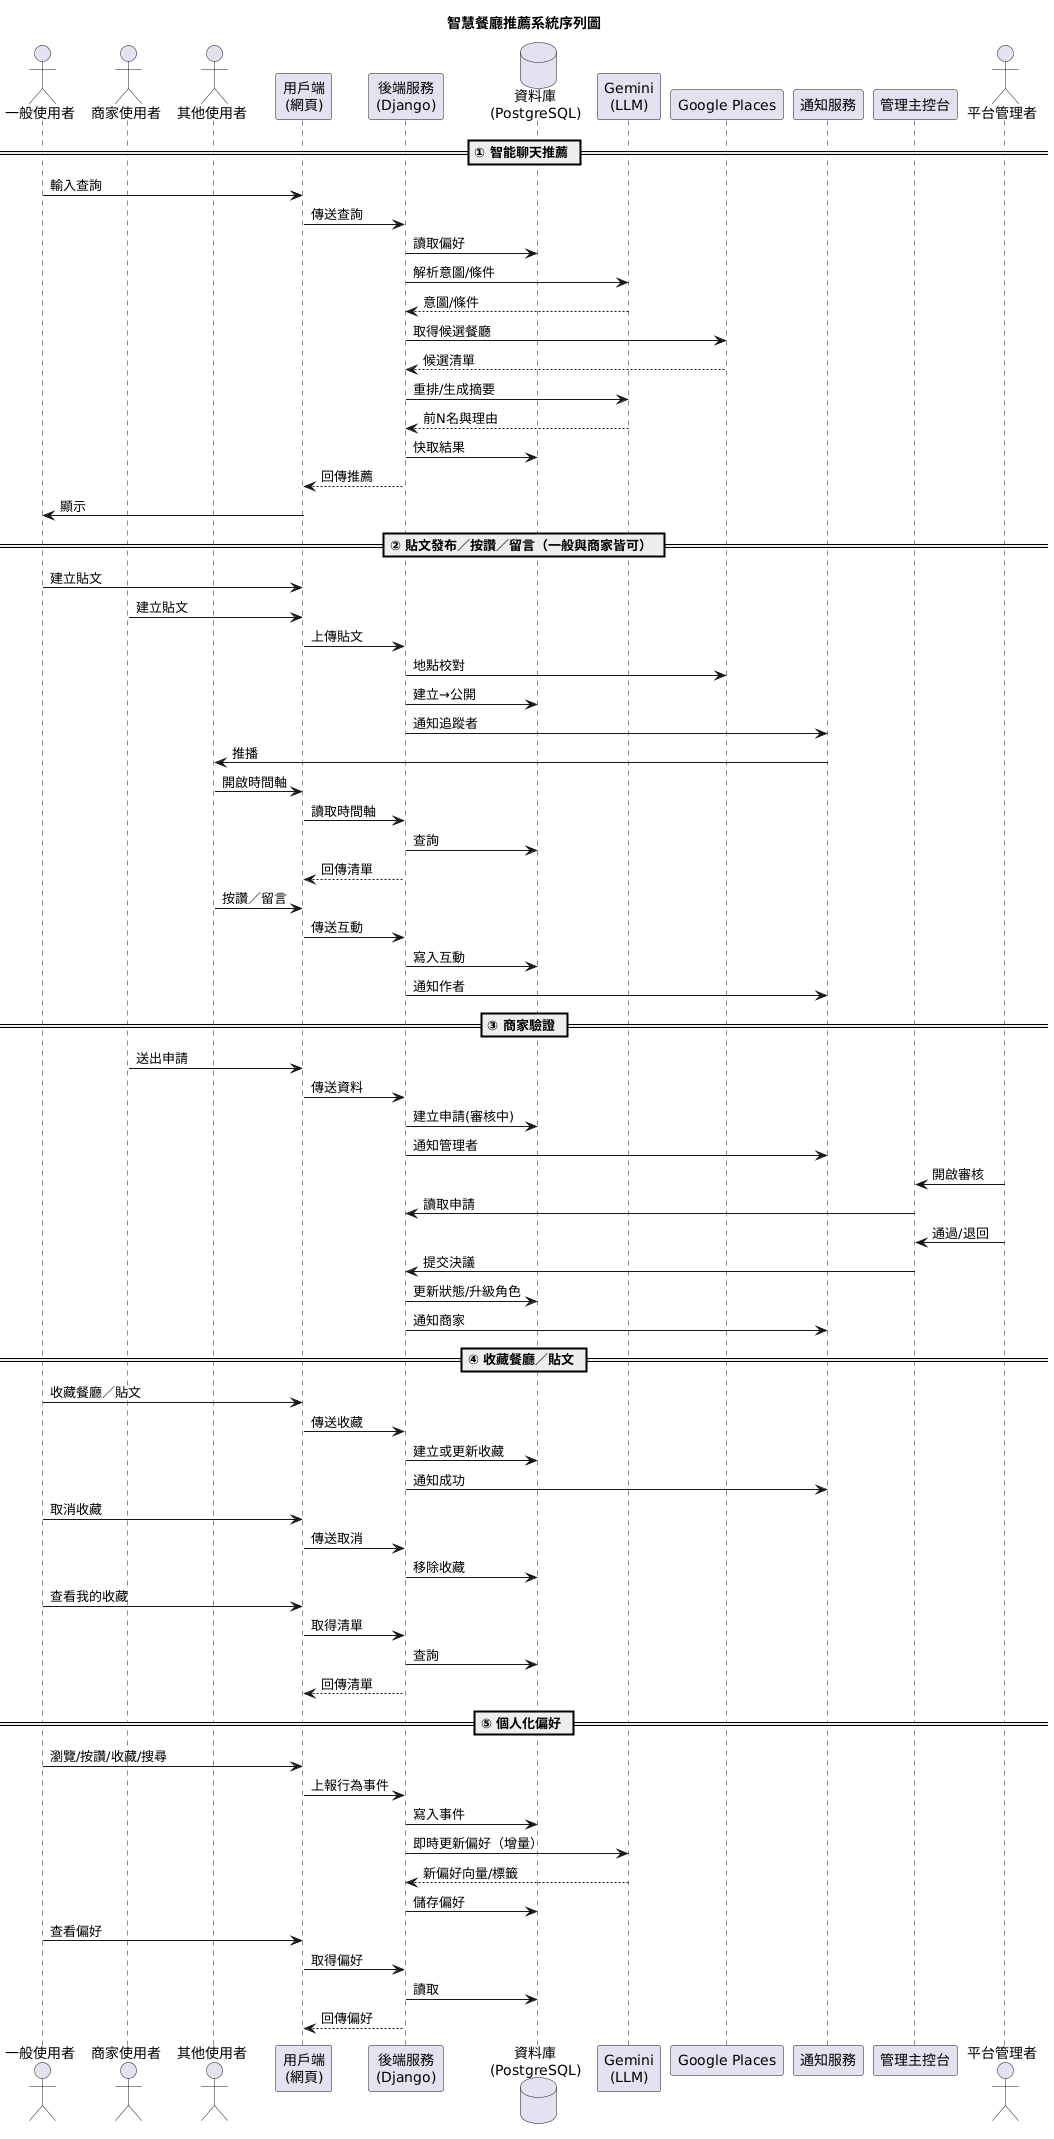 智慧餐廳推薦系統序列圖
一般使用者
商家使用者
其他使用者
用戶端
(網頁)
後端服務
(Django)
資料庫
(PostgreSQL)
Gemini
(LLM)
Google Places
通知服務
管理主控台
平台管理者
① 智能聊天推薦
輸入查詢
傳送查詢
讀取偏好
解析意圖/條件
意圖/條件
取得候選餐廳
候選清單
重排/生成摘要
前N名與理由
快取結果
回傳推薦
顯示
② 貼文發布／按讚／留言（一般與商家皆可）
建立貼文
建立貼文
上傳貼文
地點校對
建立→公開
通知追蹤者
推播
開啟時間軸
讀取時間軸
查詢
回傳清單
按讚／留言
傳送互動
寫入互動
通知作者
③ 商家驗證
送出申請
傳送資料
建立申請(審核中)
通知管理者
開啟審核
讀取申請
通過/退回
提交決議
更新狀態/升級角色
通知商家
④ 收藏餐廳／貼文
收藏餐廳／貼文
傳送收藏
建立或更新收藏
通知成功
取消收藏
傳送取消
移除收藏
查看我的收藏
取得清單
查詢
回傳清單
⑤ 個人化偏好
瀏覽/按讚/收藏/搜尋
上報行為事件
寫入事件
即時更新偏好（增量）
新偏好向量/標籤
儲存偏好
查看偏好
取得偏好
讀取
回傳偏好
一般使用者
商家使用者
其他使用者
用戶端
(網頁)
後端服務
(Django)
資料庫
(PostgreSQL)
Gemini
(LLM)
Google Places
通知服務
管理主控台
平台管理者